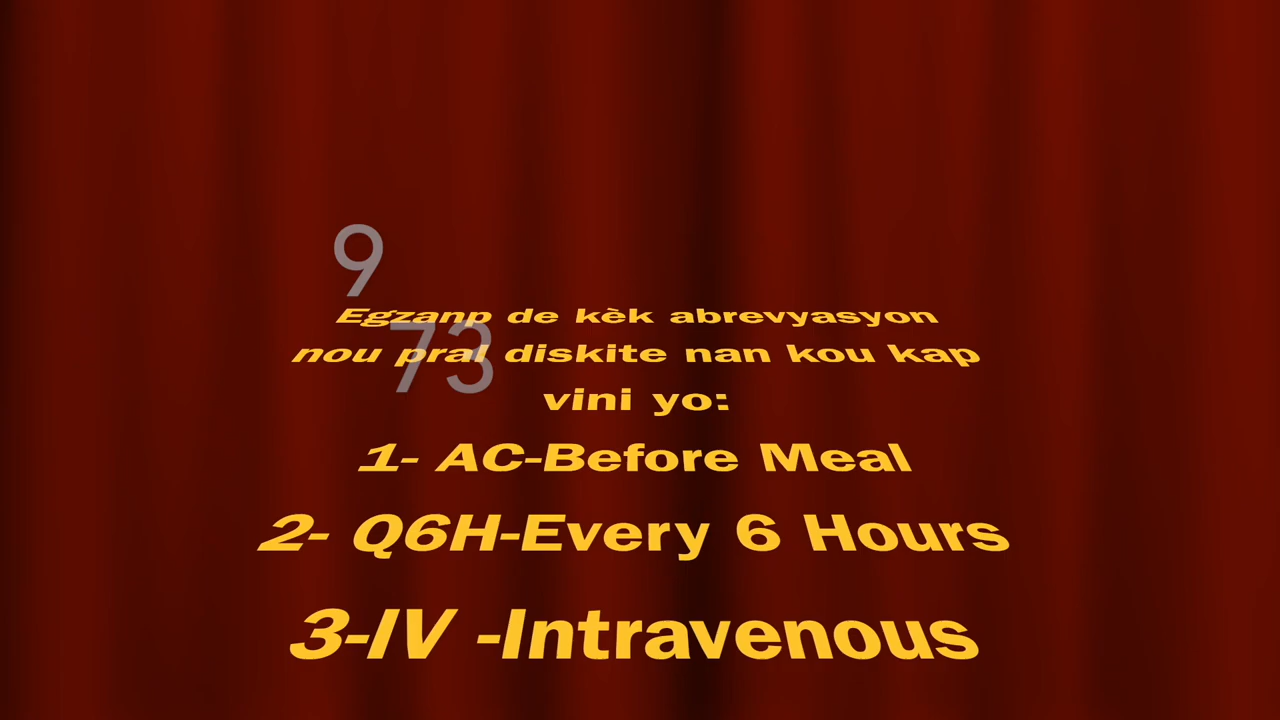 9
Egzanp de kèk abrevyasyon
73
nou pral diskite nan kou kap
vini yo:
1- AC-Before Meal
2- Q6H-Every 6 Hours
3-IV -Intravenous